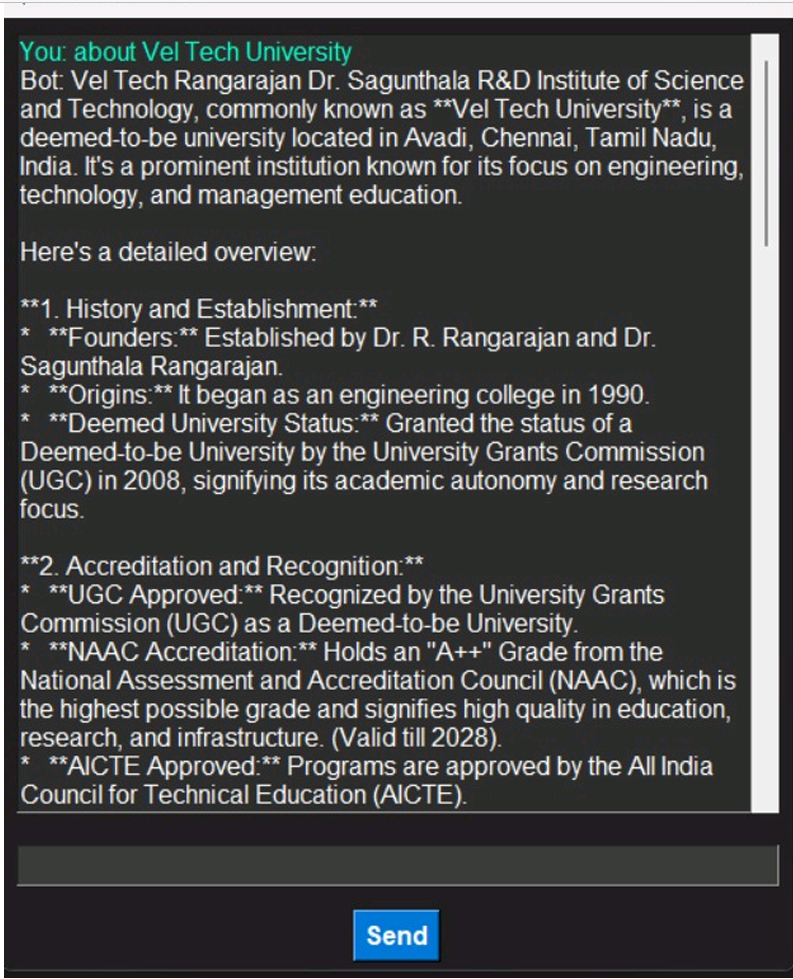 You: about Vel Tech University
Bot: Vel Tech Rangarajan Dr. Sagunthala R&D Institute of Science
and Technology, commonly known as **Vel Tech University**, is a
deemed-to-be university located in Avadi, Chennai, Tamil Nadu,
India. It's a prominent institution known for its focus on engineering,
technology, and management education.
Here's a detailed overview:
**1. History and Establishment:**
*   **Founders:** Established by Dr. R. Rangarajan and Dr.
Sagunthala Rangarajan.
*   **Origins:** It began as an engineering college in 1990.
*   **Deemed University Status:** Granted the status of a
Deemed-to-be University by the University Grants Commission
(UGC) in 2008, signifying its academic autonomy and research
focus.
**2. Accreditation and Recognition:**
*   **UGC Approved:** Recognized by the University Grants
Commission (UGC) as a Deemed-to-be University.
*   **NAAC Accreditation:** Holds an "A++" Grade from the
National Assessment and Accreditation Council (NAAC), which is
the highest possible grade and signifies high quality in education,
research, and infrastructure. (Valid till 2028).
*   **AICTE Approved:** Programs are approved by the All India
Council for Technical Education (AICTE).
Send